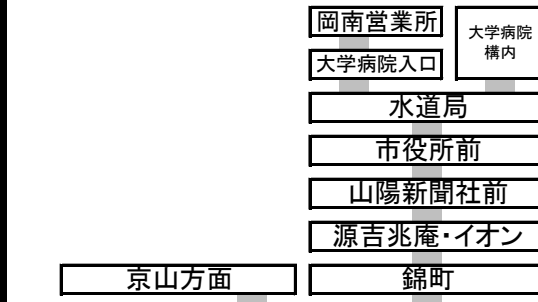 岡南営業所
大学病院
構内
大学病院入口
水道局
市役所前
山陽新聞社前
源吉兆庵・イオン
京山方面
錦町